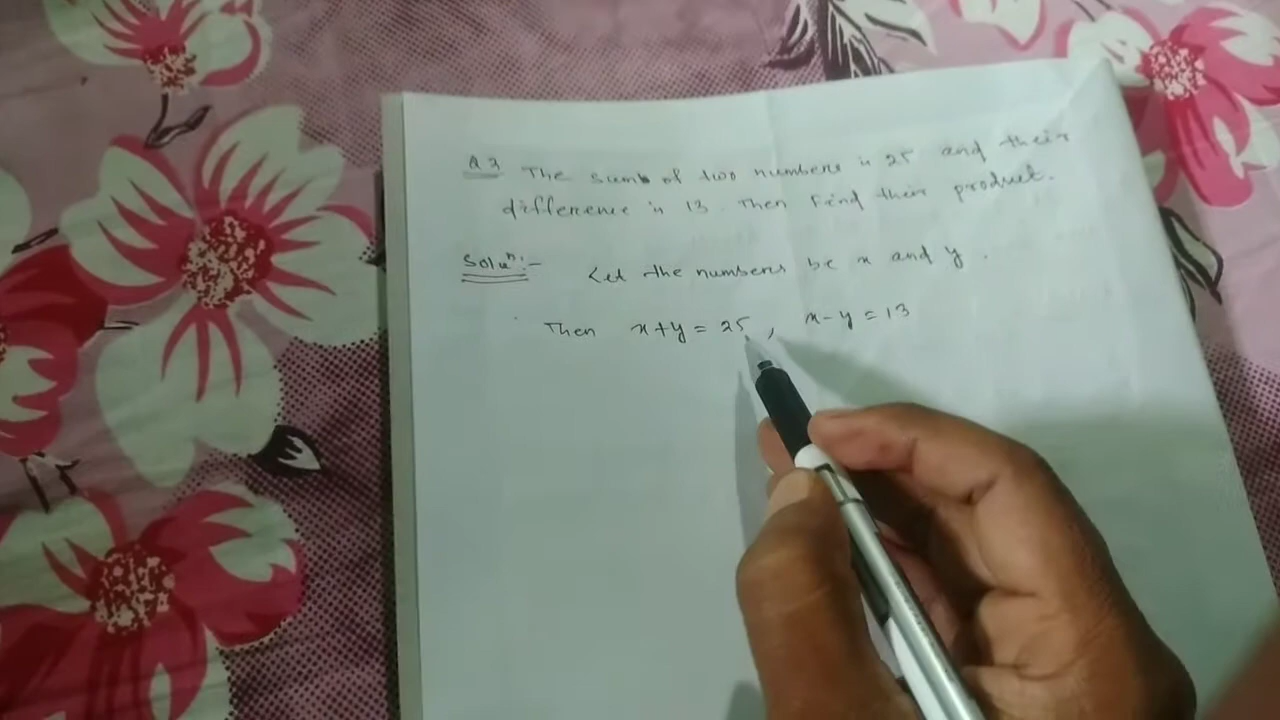 Q2 The sum of two numbers is 25 and their
difference is 13. Then Find their product.
Soluⁿ:- Let the numbers be x and y.
Then x+y = 25, x-y = 13